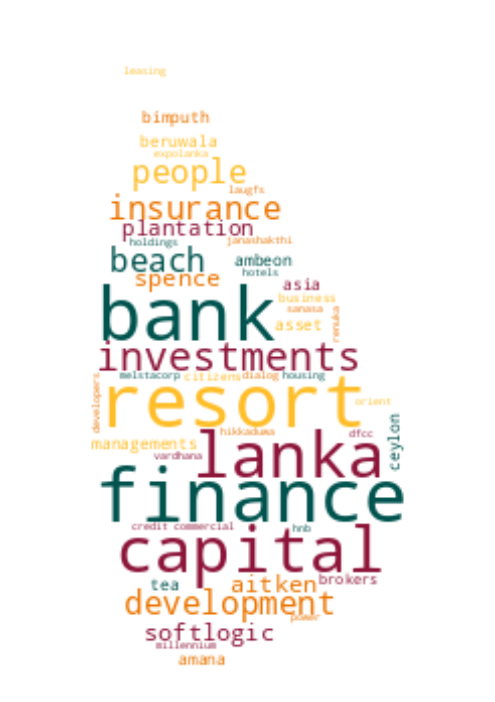 leasing
bimputh
beruwala
expolanka
people
laugfs
insurance
plantation
holdings janashakthi
beach ambeon
hotels
spence asia
business
bank sanasa
asset renuka
investments
melstacorp citizens dialog housing
developers resort orient
hikkaduwa dfcc ceylon
managements lanka
vardhana
finance
credit commercial hnb
capital
tea aitken brokers
development
power
softlogic
millennium
amana